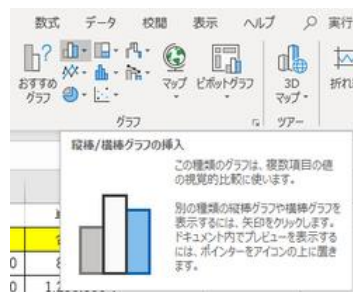 数式 データ 校閲 表示 ヘルプ 実行
おすすめ
グラフ
マップ ピボットグラフ 3D
マップ
折れ
グラフ ツアー
縦棒/横棒グラフの挿入
この種類のグラフは、複数項目の値
の視覚的比較に使います。
別の種類の縦棒グラフや横棒グラフを
表示するには、矢印をクリックします。
ドキュメント内でプレビューを表示する
には、ポインターをアイコンの上に置き
ます。